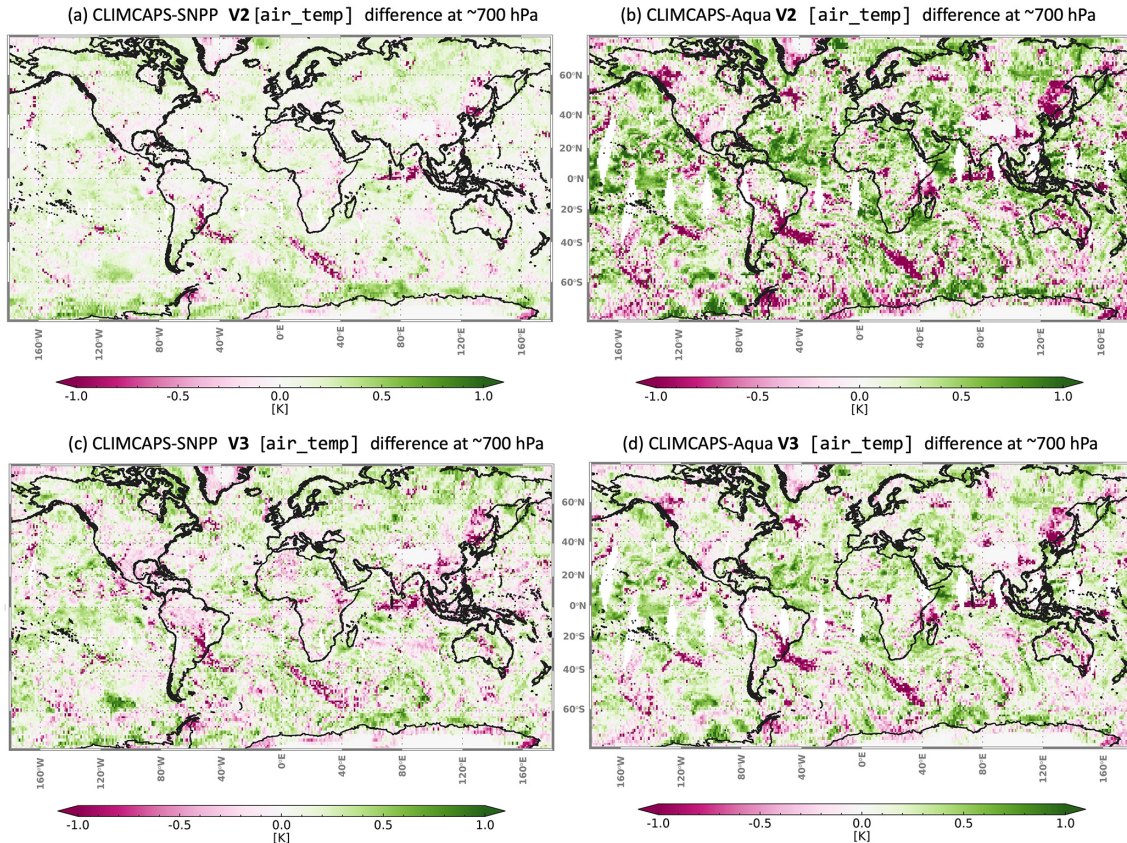 (a) CLIMCAPS-SNPP V2 [air_temp] difference at ~700 hPa
(b) CLIMCAPS-Aqua V2 [air_temp] difference at ~700 hPa
60°N
40°N
20°N
0°N
20°S
40°S
60°S
160°W 120°W 80°W 40°W 0°E 40°E 80°E 120°E 160°E
160°W 120°W 80°W 40°W 0°E 40°E 80°E 120°E 160°E
-1.0 -0.5 0.0 0.5 1.0
[K]
-1.0 -0.5 0.0 0.5 1.0
[K]
(c) CLIMCAPS-SNPP V3 [air_temp] difference at ~700 hPa
(d) CLIMCAPS-Aqua V3 [air_temp] difference at ~700 hPa
60°N
40°N
20°N
0°N
20°S
40°S
60°S
160°W 120°W 80°W 40°W 0°E 40°E 80°E 120°E 160°E
160°W 120°W 80°W 40°W 0°E 40°E 80°E 120°E 160°E
-1.0 -0.5 0.0 0.5 1.0
[K]
-1.0 -0.5 0.0 0.5 1.0
[K]